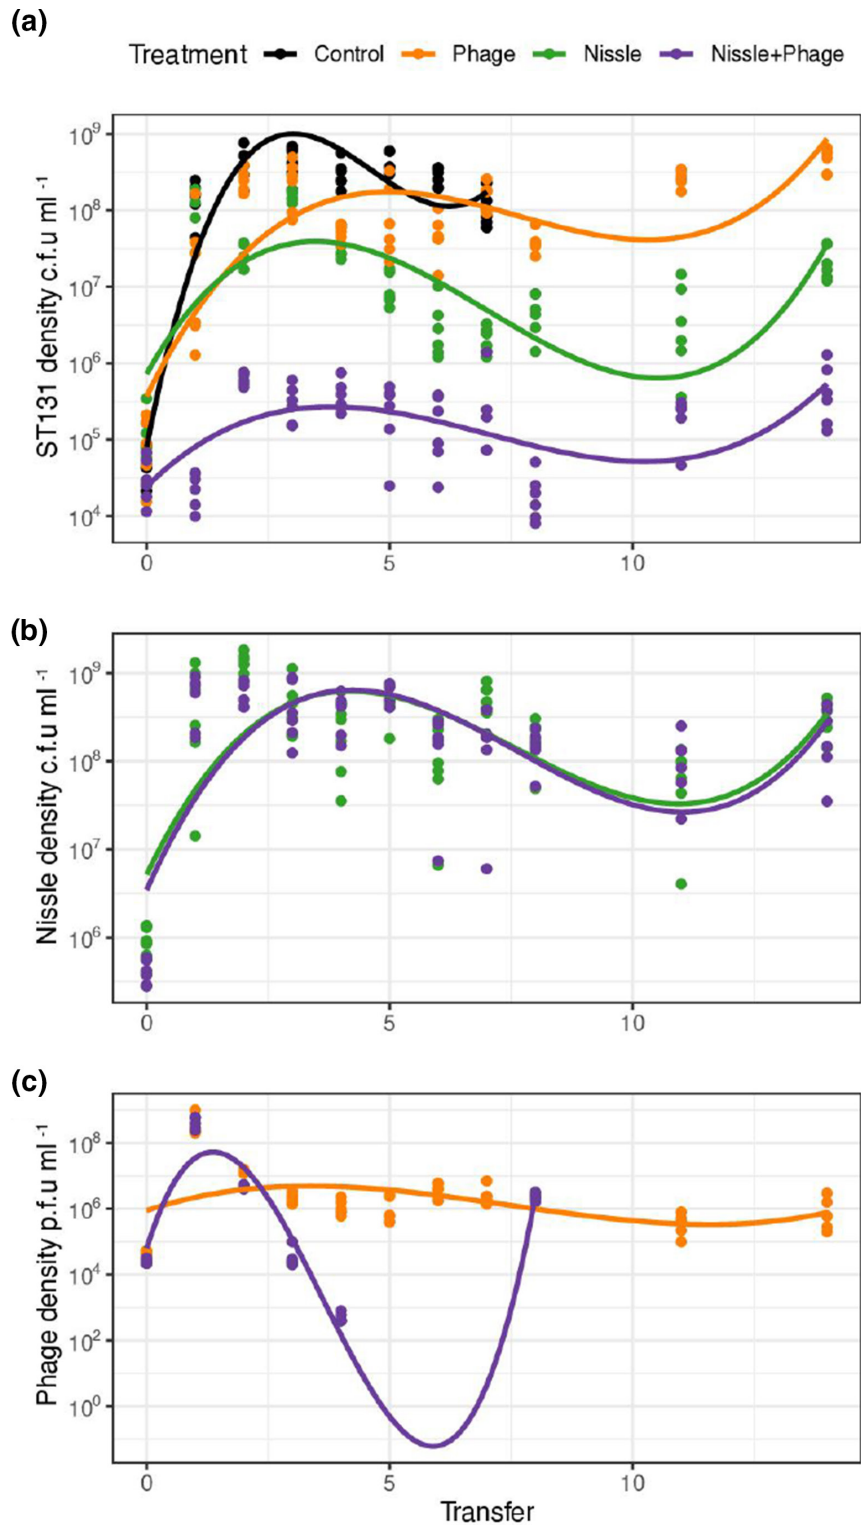 (a)
Treatment Control Phage Nissle Nissle+Phage
ST131 density c.f.u ml -1
10⁹
10⁸
10⁷
10⁶
10⁵
10⁴
0 5 10
(b)
Nissle density c.f.u ml -1
10⁹
10⁸
10⁷
10⁶
0 5 10
(c)
Phage density p.f.u ml -1
10⁸
10⁶
10⁴
10²
10⁰
0 5 10
Transfer